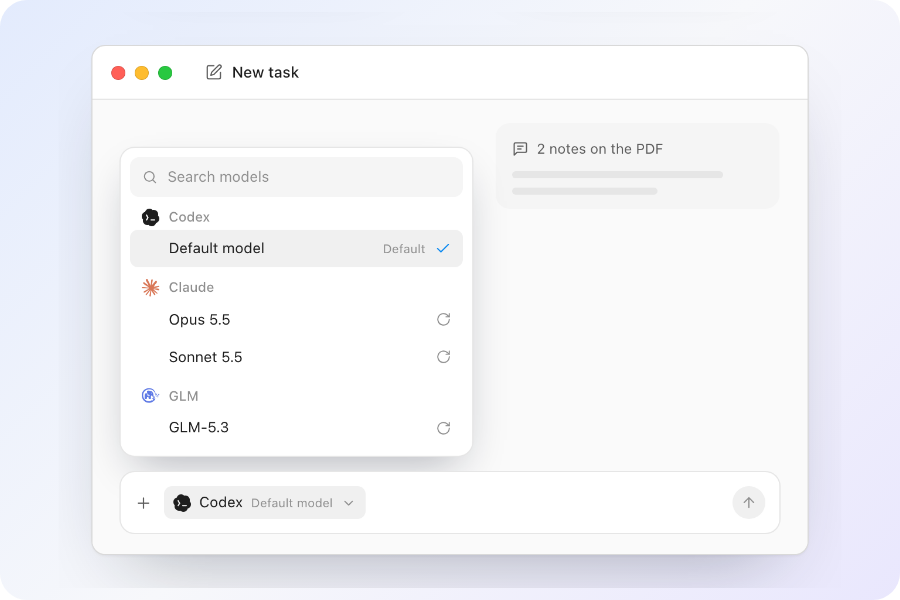 New task
2 notes on the PDF
Search models
Codex
Default model Default
Claude
Opus 5.5
Sonnet 5.5
GLM
GLM-5.3
Codex Default model